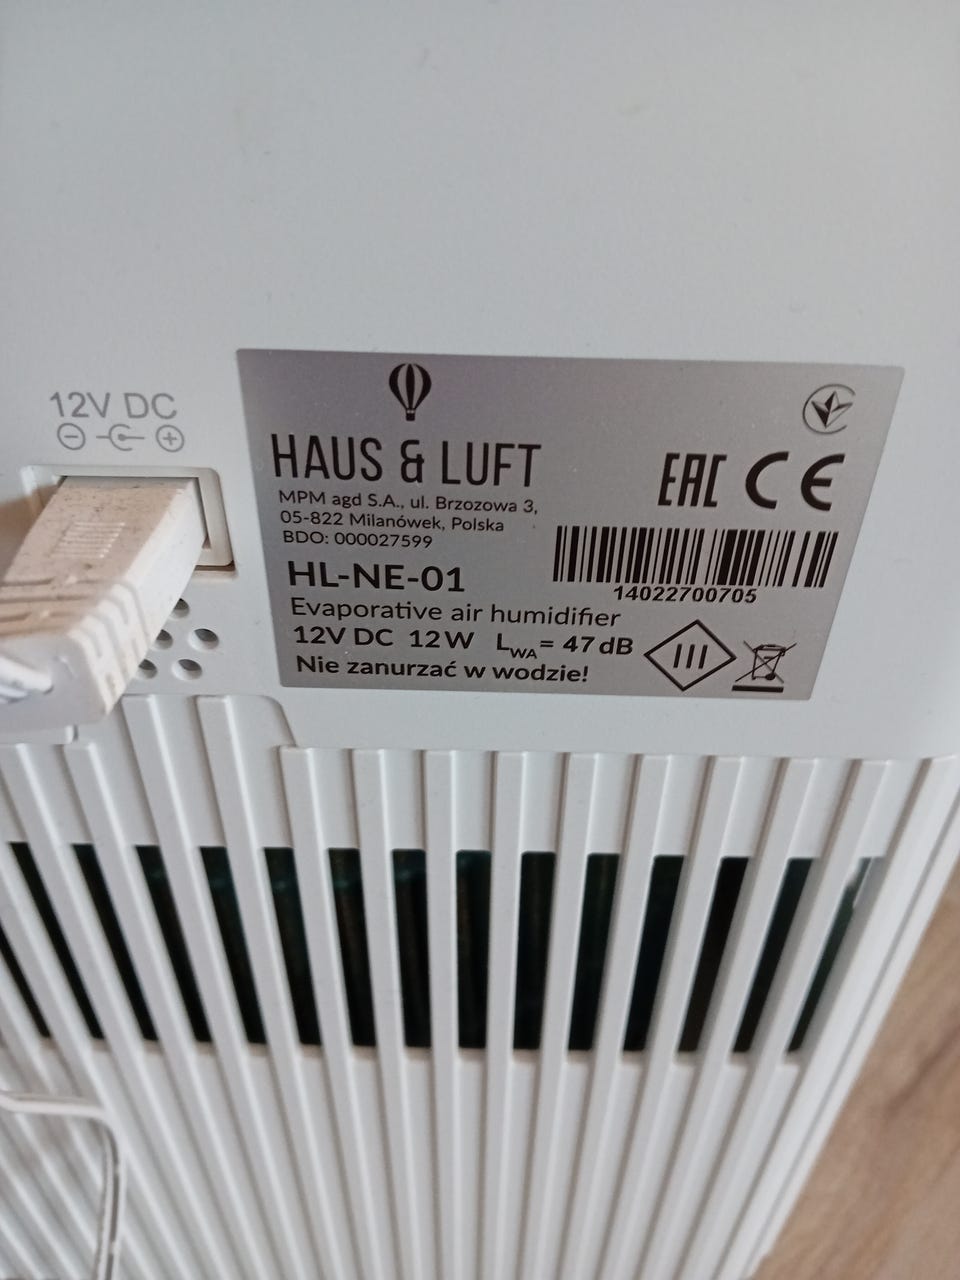 12V DC
HAUS & LUFT
MPM agd S.A., ul. Brzozowa 3,
05-822 Milanówek, Polska
BDO: 000027599
EAC CE
14022700705
HL-NE-01
Evaporative air humidifier
12V DC 12W LWA= 47 dB
Nie zanurzać w wodzie!
III